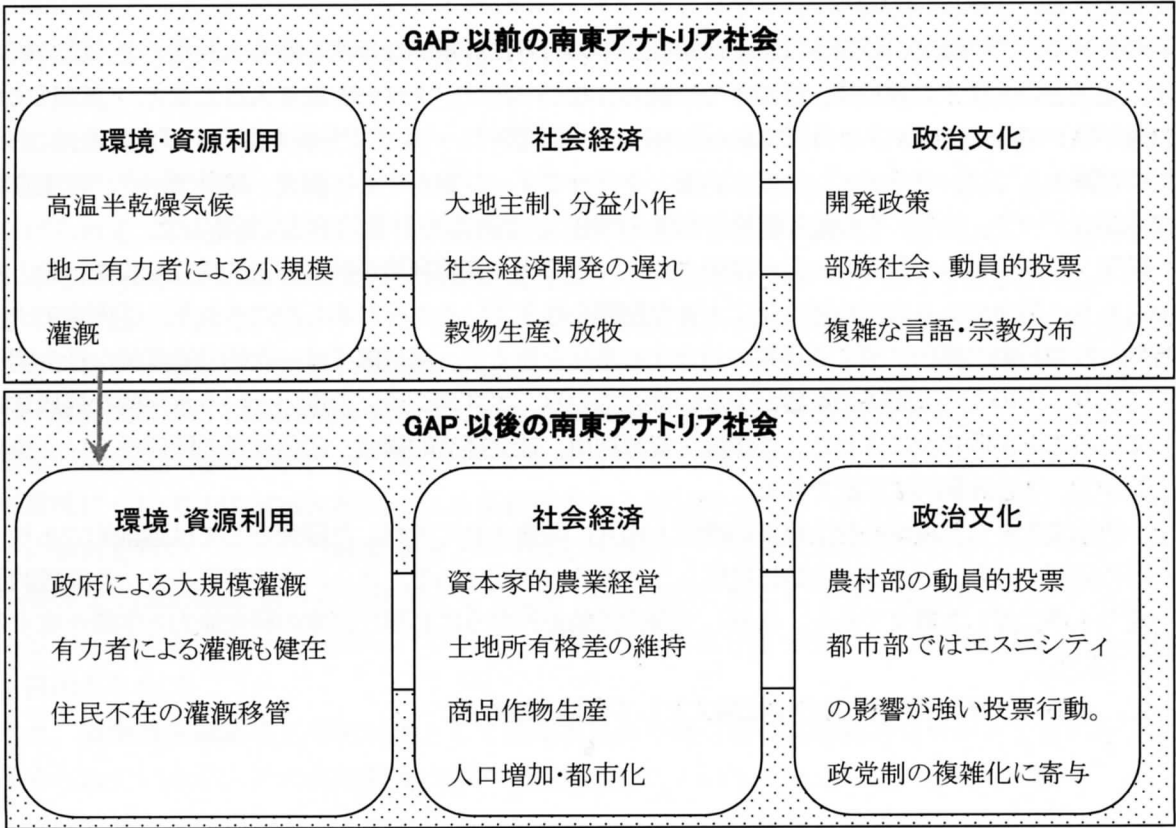 GAP 以前の南東アナトリア社会
環境・資源利用
高温半乾燥気候
地元有力者による小規模
灌漑
社会経済
大地主制、分益小作
社会経済開発の遅れ
穀物生産、放牧
政治文化
開発政策
部族社会、動員的投票
複雑な言語・宗教分布
GAP 以後の南東アナトリア社会
環境・資源利用
政府による大規模灌漑
有力者による灌漑も健在
住民不在の灌漑移管
社会経済
資本家的農業経営
土地所有格差の維持
商品作物生産
人口増加・都市化
政治文化
農村部の動員的投票
都市部ではエスニシティ
の影響が強い投票行動。
政党制の複雑化に寄与